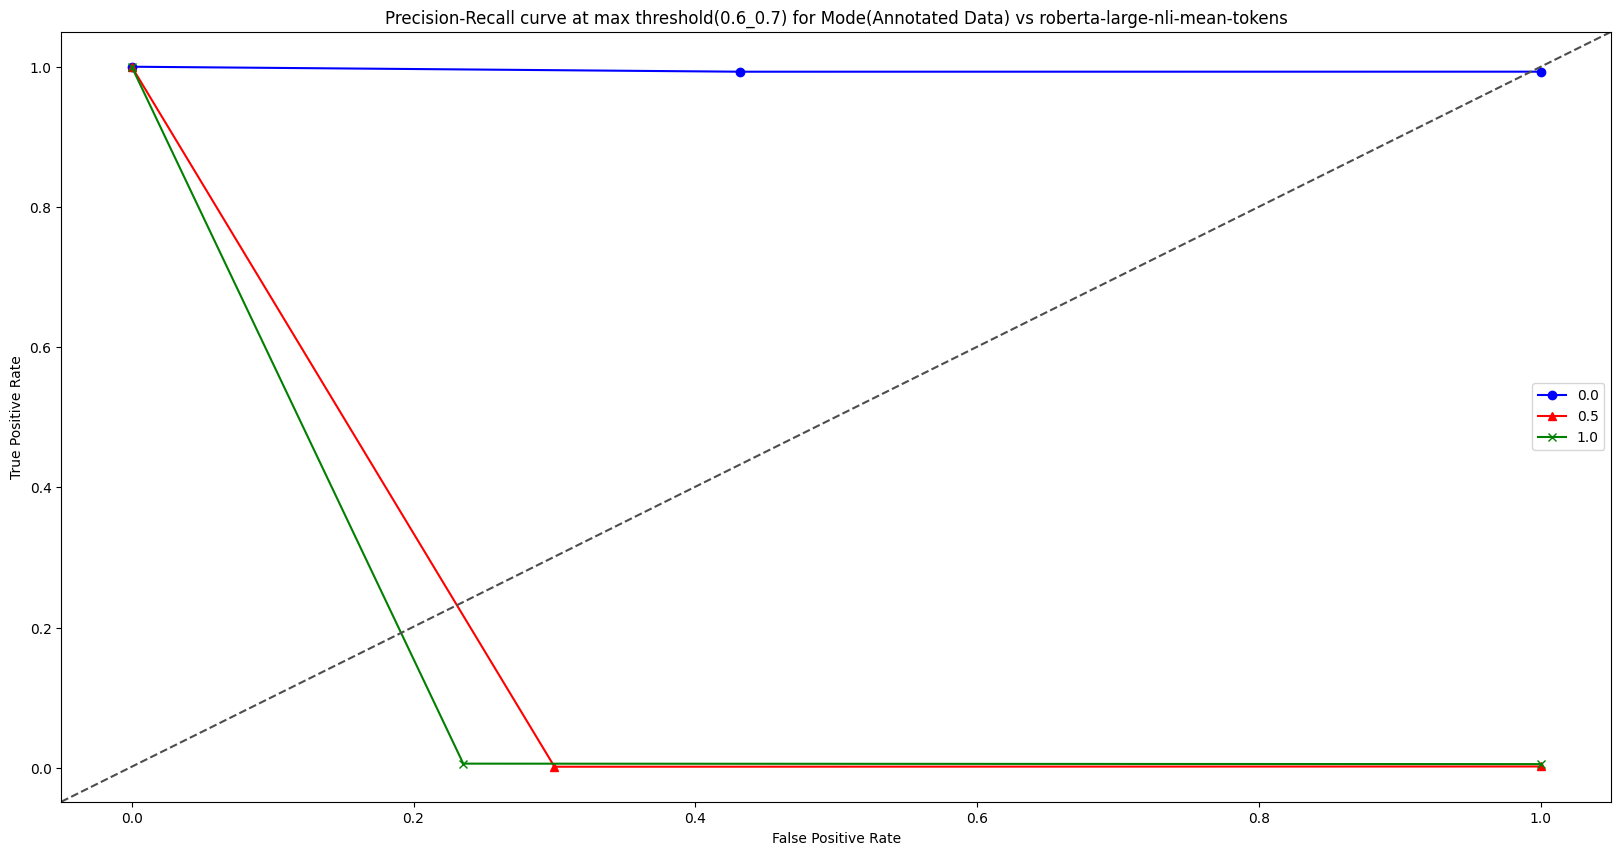 Precision-Recall curve at max threshold(0.6_0.7) for Mode(Annotated Data) vs roberta-large-nli-mean-tokens
True Positive Rate
1.0
0.8
0.6
0.4
0.2
0.0
0.0
0.5
1.0
0.0 0.2 0.4 0.6 0.8 1.0
False Positive Rate